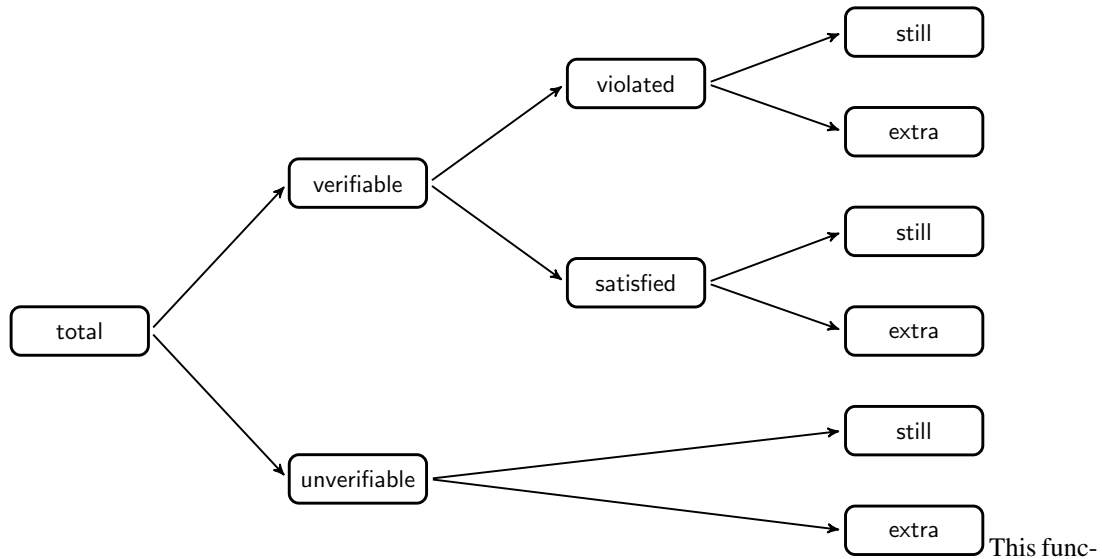 still
violated
extra
verifiable
still
satisfied
extra
total
still
unverifiable
extra
This func-